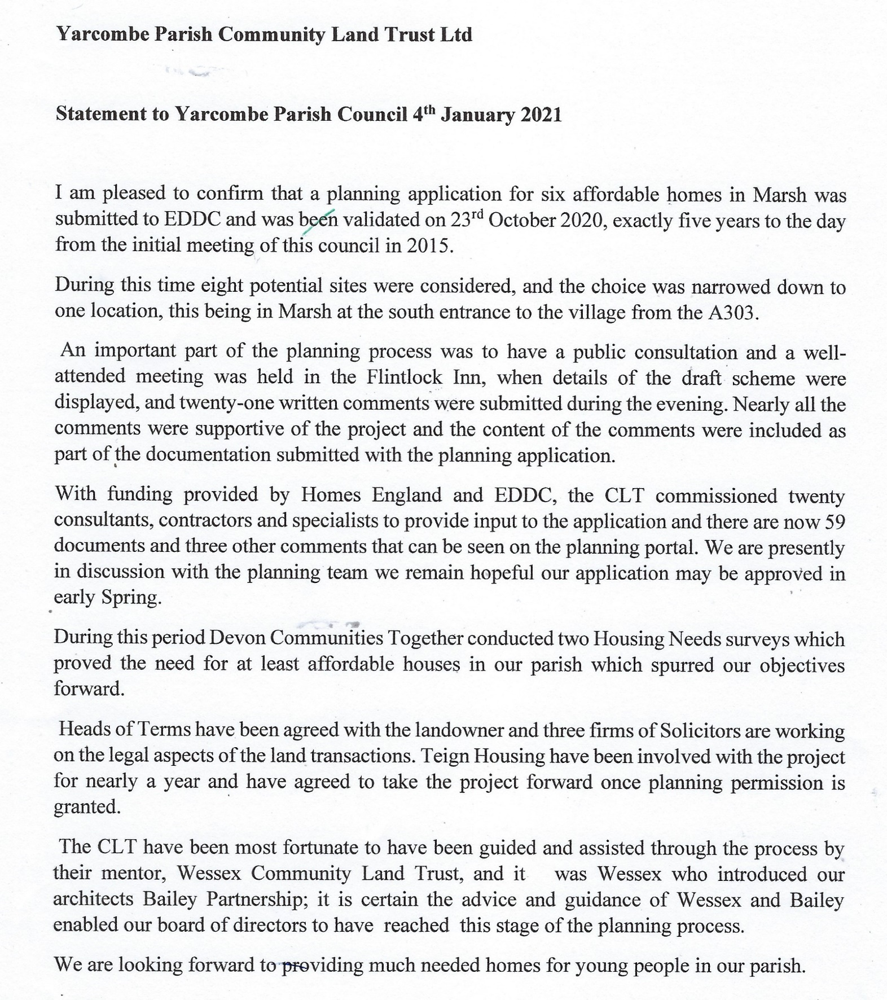 Yarcombe Parish Community Land Trust Ltd
Statement to Yarcombe Parish Council 4th January 2021
I am pleased to confirm that a planning application for six affordable homes in Marsh was
submitted to EDDC and was been validated on 23rd October 2020, exactly five years to the day
from the initial meeting of this council in 2015.
During this time eight potential sites were considered, and the choice was narrowed down to
one location, this being in Marsh at the south entrance to the village from the A303.
An important part of the planning process was to have a public consultation and a well-
attended meeting was held in the Flintlock Inn, when details of the draft scheme were
displayed, and twenty-one written comments were submitted during the evening. Nearly all the
comments were supportive of the project and the content of the comments were included as
part of the documentation submitted with the planning application.
With funding provided by Homes England and EDDC, the CLT commissioned twenty
consultants, contractors and specialists to provide input to the application and there are now 59
documents and three other comments that can be seen on the planning portal. We are presently
in discussion with the planning team we remain hopeful our application may be approved in
early Spring.
During this period Devon Communities Together conducted two Housing Needs surveys which
proved the need for at least affordable houses in our parish which spurred our objectives
forward.
Heads of Terms have been agreed with the landowner and three firms of Solicitors are working
on the legal aspects of the land transactions. Teign Housing have been involved with the project
for nearly a year and have agreed to take the project forward once planning permission is
granted.
The CLT have been most fortunate to have been guided and assisted through the process by
their mentor, Wessex Community Land Trust, and it was Wessex who introduced our
architects Bailey Partnership; it is certain the advice and guidance of Wessex and Bailey
enabled our board of directors to have reached this stage of the planning process.
We are looking forward to providing much needed homes for young people in our parish.